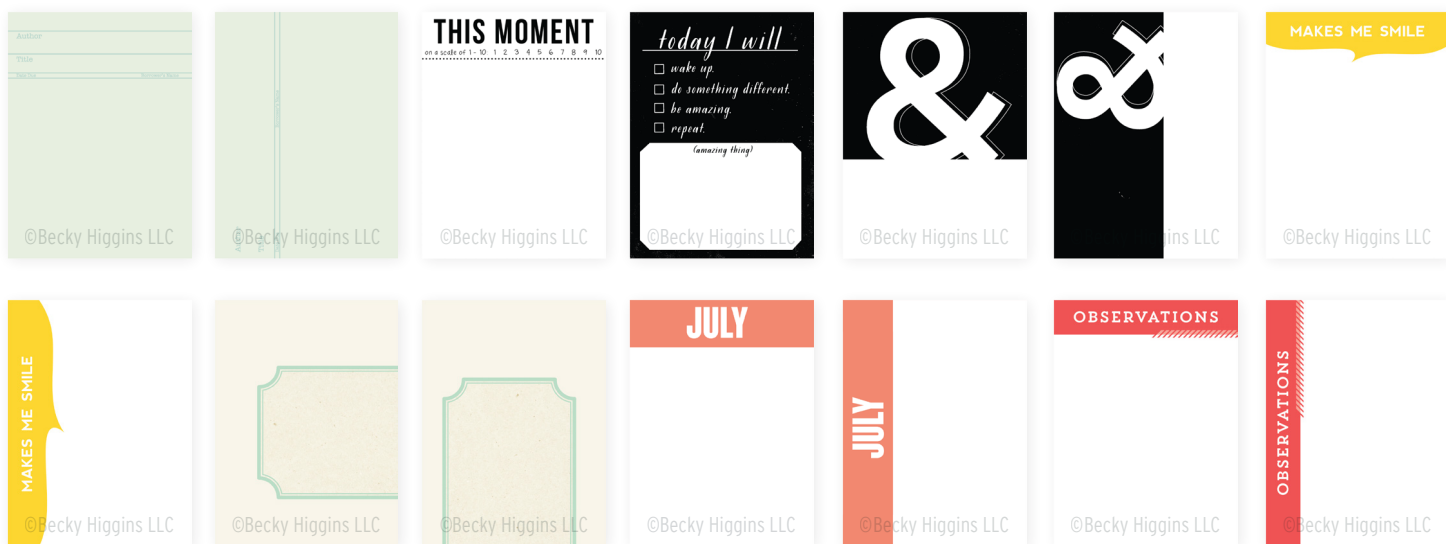 Author
Title
©Becky Higgins LLC
©Becky Higgins LLC
Author
Title
THIS MOMENT
on a scale of 1-10: 1 2 3 4 5 6 7 8 9 10
©Becky Higgins LLC
today I will
wake up.
do something different.
be amazing.
repeat.
(amazing thing)
©Becky Higgins LLC
&
©Becky Higgins LLC
&
gins LLC
MAKES ME SMILE
©Becky Higgins LLC
MAKES ME SMILE
©Becky Higgins LLC
©Becky Higgins LLC
©Becky Higgins LLC
JULY
©Becky Higgins LLC
JULY
©Becky Higgins LLC
OBSERVATIONS
©Becky Higgins LLC
OBSERVATIONS
©Becky Higgins LLC